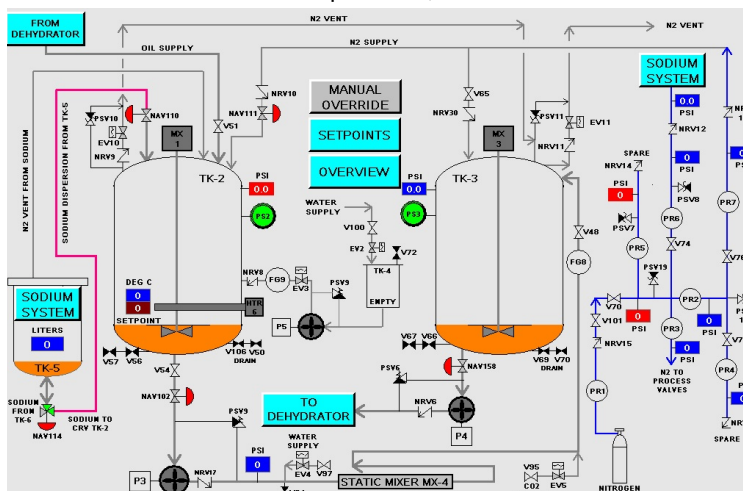 FROM
DEHYDRATOR
N2 VENT
N2 VENT
OIL SUPPLY
N2 SUPPLY
SODIUM
SYSTEM
MANUAL
OVERRIDE
SETPOINTS
OVERVIEW
NRV10
NAV111
PSV10
EV10
NRV9
NAV110
V51
MX
1
TK-2
PSI
0.0
PS2
V65
NRV30
MX
3
PSV11
EV11
NRV11
TK-3
PSI
0.0
PS3
SPARE
NRV14
PSI
0
PSV7
0.0
PSI
NRV12
0
PSI
PSV8
PR6
PR7
V74
V76
PR5
PSV19
PR2
V70
V101
PSI
0
PR3
0
PSI
NRV15
PR1
PR4
0
PSI
N2 TO
PROCESS
VALVES
SPARE
NITROGEN
N2 VENT FROM SODIUM
SODIUM DISPERSION FROM TK-5
WATER
SUPPLY
V100
EV2
V72
TK-4
EMPTY
V48
FG8
NRV8
FG9
EV3
PSV9
P5
DEG C
0
0
SETPOINT
HTR
6
SODIUM
SYSTEM
LITERS
0
TK-5
V57
V56
V106
V50
DRAIN
V54
NAV102
V67
V66
V69
V70
DRAIN
NAV158
PSV6
NRV6
P4
TO
DEHYDRATOR
SODIUM
FROM
TK-6
NAV114
SODIUM TO
CRV TK-2
PSV9
PSI
0
WATER
SUPPLY
EV4
V97
P3
NRV17
STATIC MIXER MX-4
V95
CO2
EV5